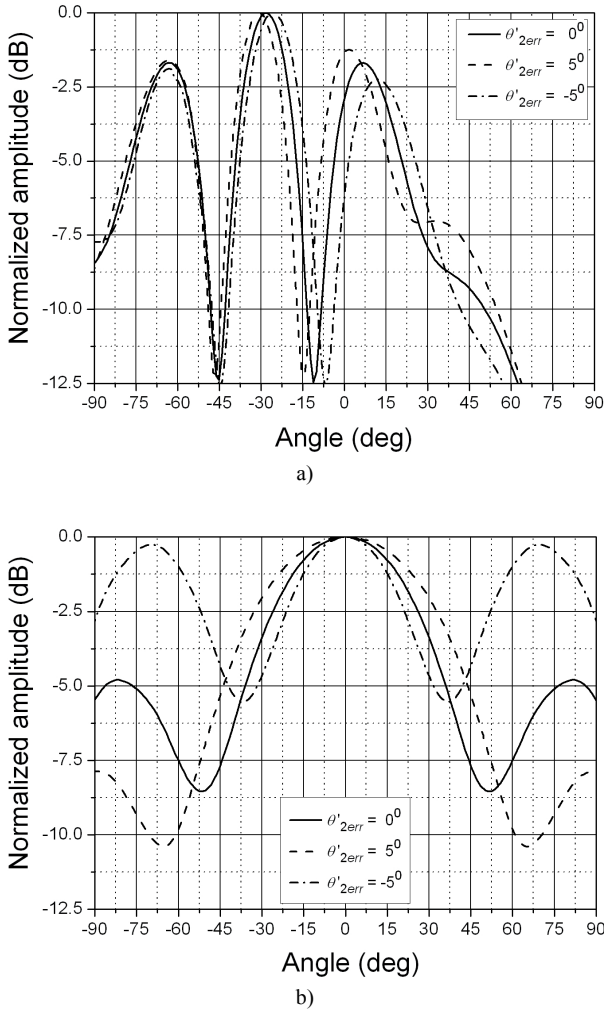 0.0
-2.5
-5.0
-7.5
-10.0
-12.5
Normalized amplitude (dB)
θ'2err = 0⁰
θ'2err = 5⁰
θ'2err = -5⁰
-90 -75 -60 -45 -30 -15 0 15 30 45 60 75 90
Angle (deg)
a)
0.0
-2.5
-5.0
-7.5
-10.0
-12.5
Normalized amplitude (dB)
θ'2err = 0⁰
θ'2err = 5⁰
θ'2err = -5⁰
-90 -75 -60 -45 -30 -15 0 15 30 45 60 75 90
Angle (deg)
b)